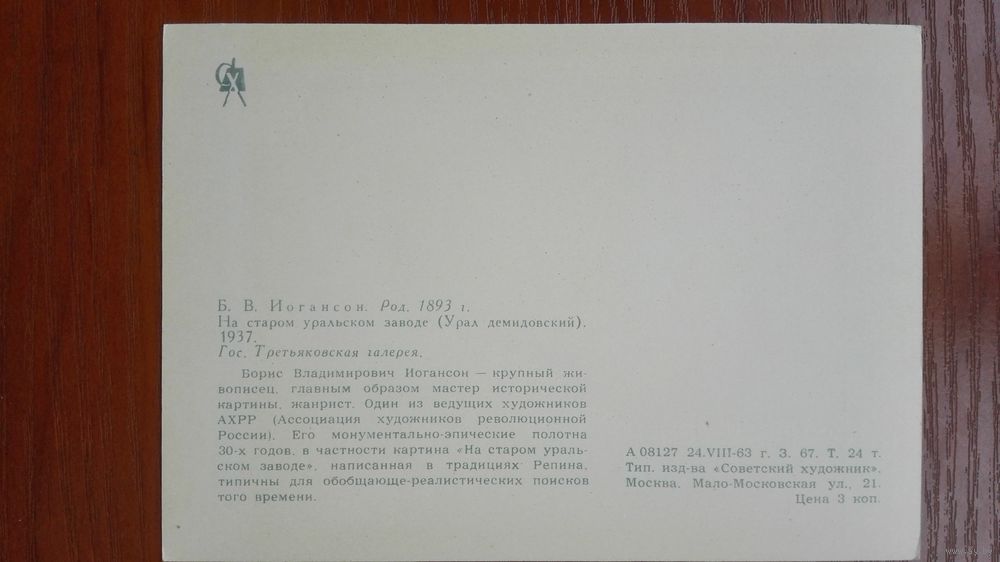 Б. В. Иогансон. Род. 1893 г.
На старом уральском заводе (Урал демидовский).
1937.
Гос. Третьяковская галерея.
Борис Владимирович Иогансон — крупный жи-
вописец, главным образом мастер исторической
картины, жанрист. Один из ведущих художников
АХРР (Ассоциация художников революционной
России). Его монументально-эпические полотна
30-х годов, в частности картина «На старом ураль-
ском заводе», написанная в традициях Репина,
типичны для обобщающе-реалистических поисков
того времени.
А 08127 24.VIII-63 г. З. 67. Т. 24 т.
Тип. изд-ва «Советский художник».
Москва. Мало-Московская ул., 21.
Цена 3 коп.